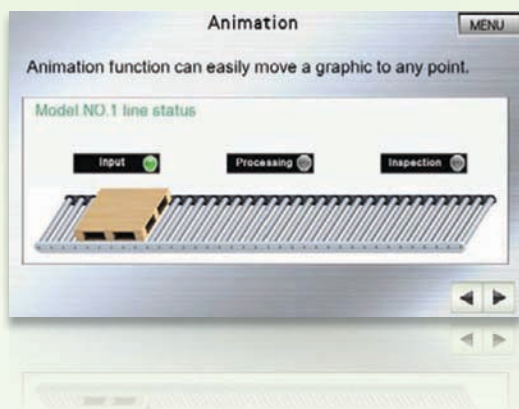 Animation
MENU
Animation function can easily move a graphic to any point.
Model NO.1 line status
Input
Processing
Inspection